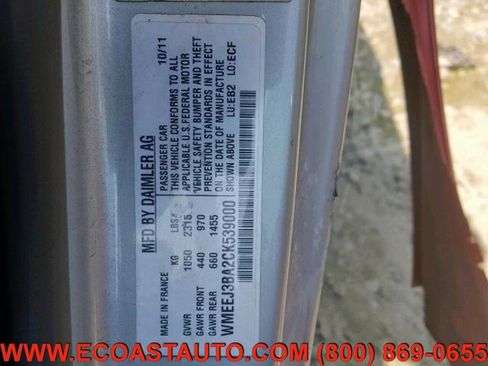 MFD BY DAIMLER AG
PASSENGER CAR 10/11
THIS VEHICLE CONFORMS TO ALL
APPLICABLE U.S. FEDERAL MOTOR
VEHICLE SAFETY BUMPER AND THEFT
PREVENTION STANDARDS IN EFFECT
ON THE DATE OF MANUFACTURE
SHOWN ABOVE LU:EB2 LO:ECF
MADE IN FRANCE KG LBS
GVWR 1050 2315
GAWR FRONT 440 970
GAWR REAR 660 1455
WMEEJ3BA2CK539000
WWW.ECOASTAUTO.COM (800) 869-0655